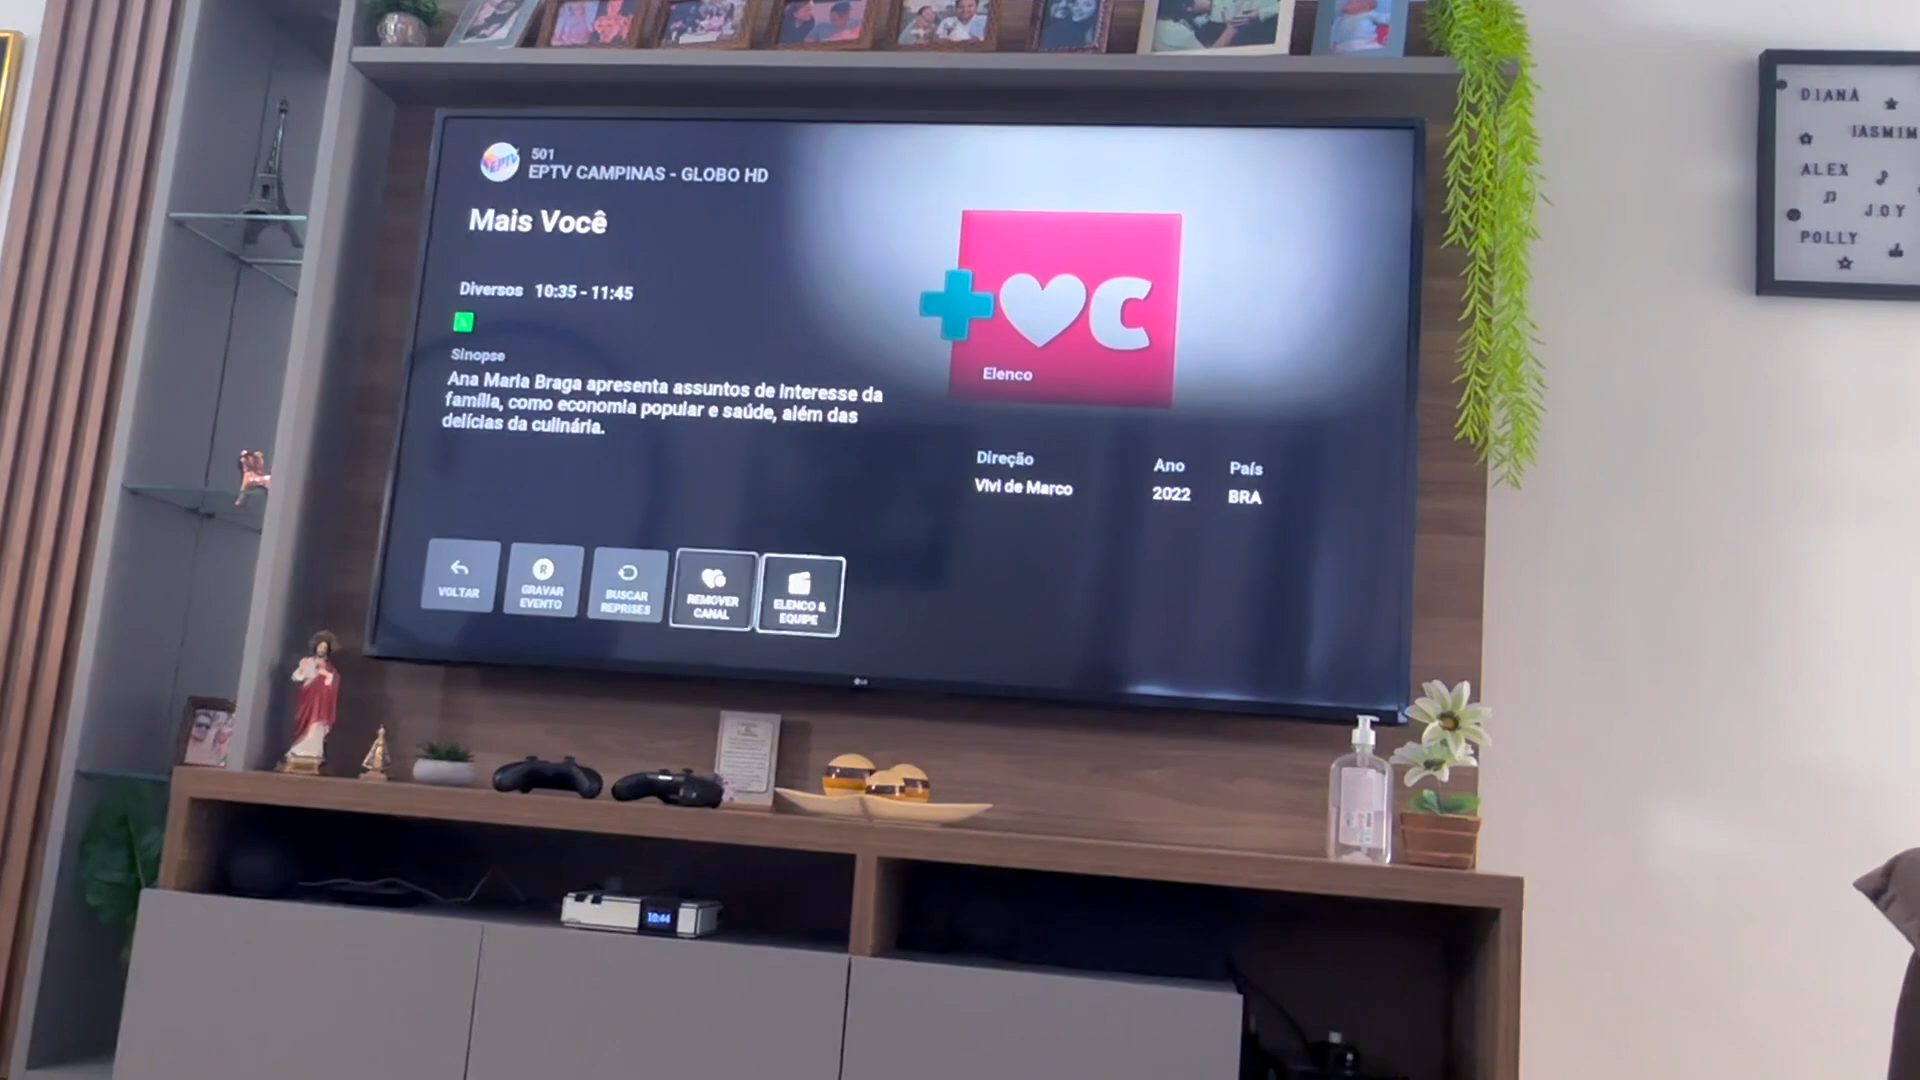 501
EPTV CAMPINAS - GLOBO HD
EPTV
Mais Você
Diversos 10:35 - 11:45
Sinopse
Ana Maria Braga apresenta assuntos de interesse da
família, como economia popular e saúde, além das
delícias da culinária.
+ C
Elenco
Direção Ano País
Vivi de Marco 2022 BRA
VOLTAR
R
GRAVAR
EVENTO
BUSCAR
REPRISES
REMOVER
CANAL
ELENCO &
EQUIPE
LG
10:44
DIANA
IASMIM
ALEX
JOY
POLLY